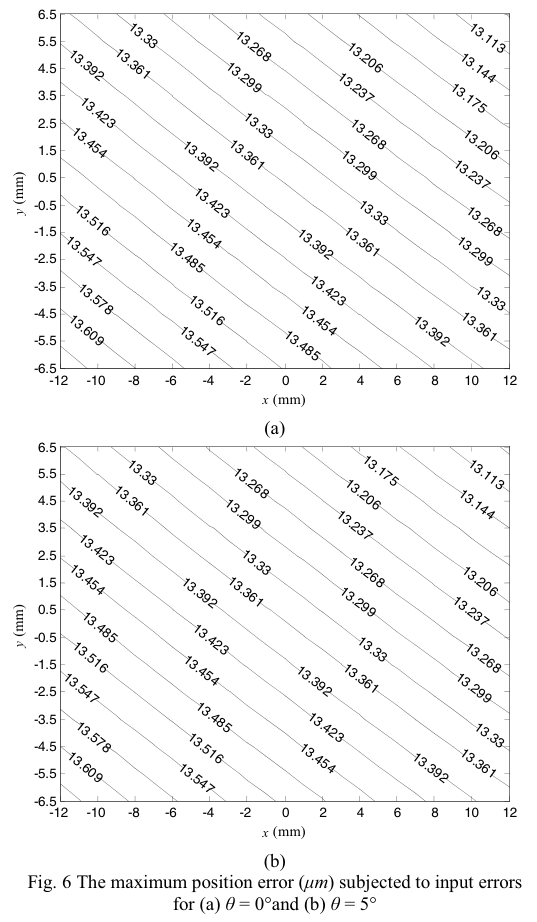 6.5
5.5
4.5
3.5
2.5
1.5
0.5
-0.5
-1.5
-2.5
-3.5
-4.5
-5.5
-6.5
y (mm)
13.33 13.268 13.206 13.113
13.392 13.361 13.299 13.237 13.144
13.175
13.423 13.33 13.268 13.206
13.454 13.392 13.361 13.299 13.237
13.423 13.33 13.268
13.516 13.454 13.392 13.361 13.299
13.547 13.485
13.578 13.516 13.423 13.33
13.609 13.547 13.454 13.392 13.361
13.485
-12 -10 -8 -6 -4 -2 0 2 4 6 8 10 12
x (mm)
(a)
6.5
5.5
4.5
3.5
2.5
1.5
0.5
-0.5
-1.5
-2.5
-3.5
-4.5
-5.5
-6.5
y (mm)
13.33 13.268 13.175 13.113
13.392 13.361 13.299 13.206 13.144
13.237
13.423 13.33 13.268 13.206
13.454 13.392 13.361 13.299 13.237
13.485 13.423 13.33 13.268
13.516 13.454 13.392 13.361 13.299
13.547 13.485 13.423 13.33
13.578 13.516 13.454 13.392 13.361
13.609 13.547
-12 -10 -8 -6 -4 -2 0 2 4 6 8 10 12
x (mm)
(b)
Fig. 6 The maximum position error (μm) subjected to input errors
for (a) θ = 0°and (b) θ = 5°